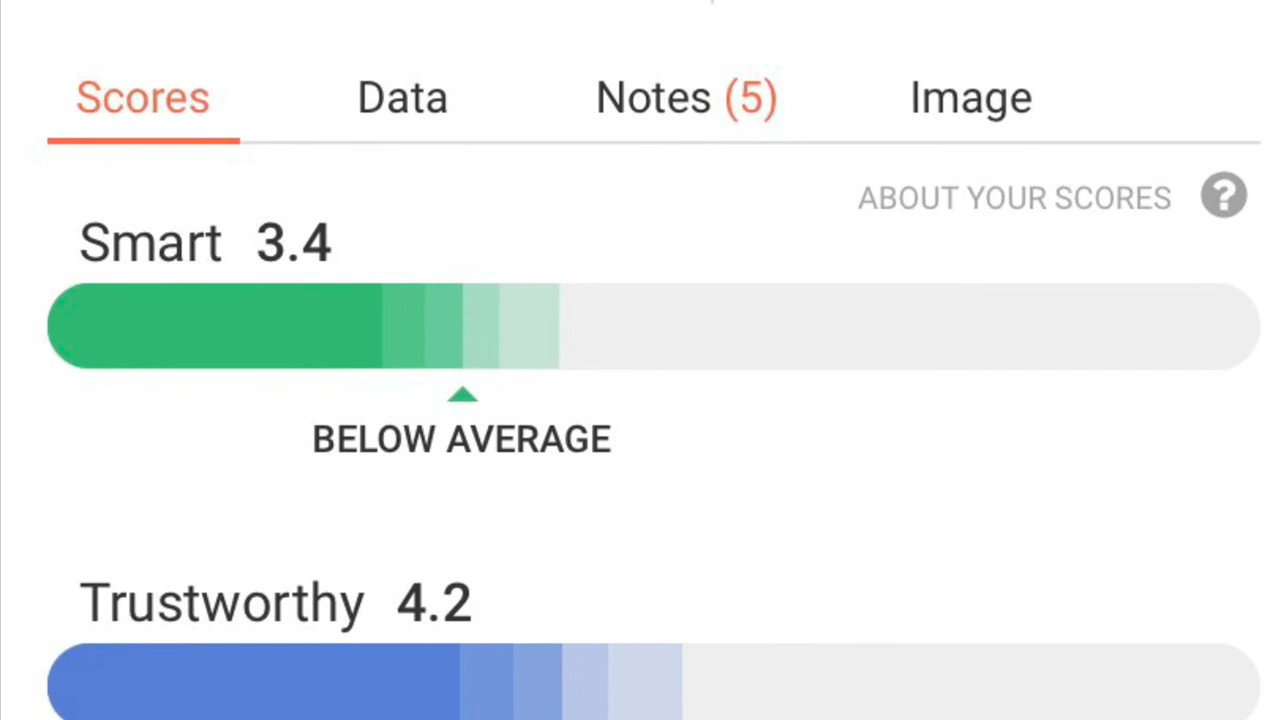 Scores Data Notes (5) Image
ABOUT YOUR SCORES ?
Smart 3.4
BELOW AVERAGE
Trustworthy 4.2